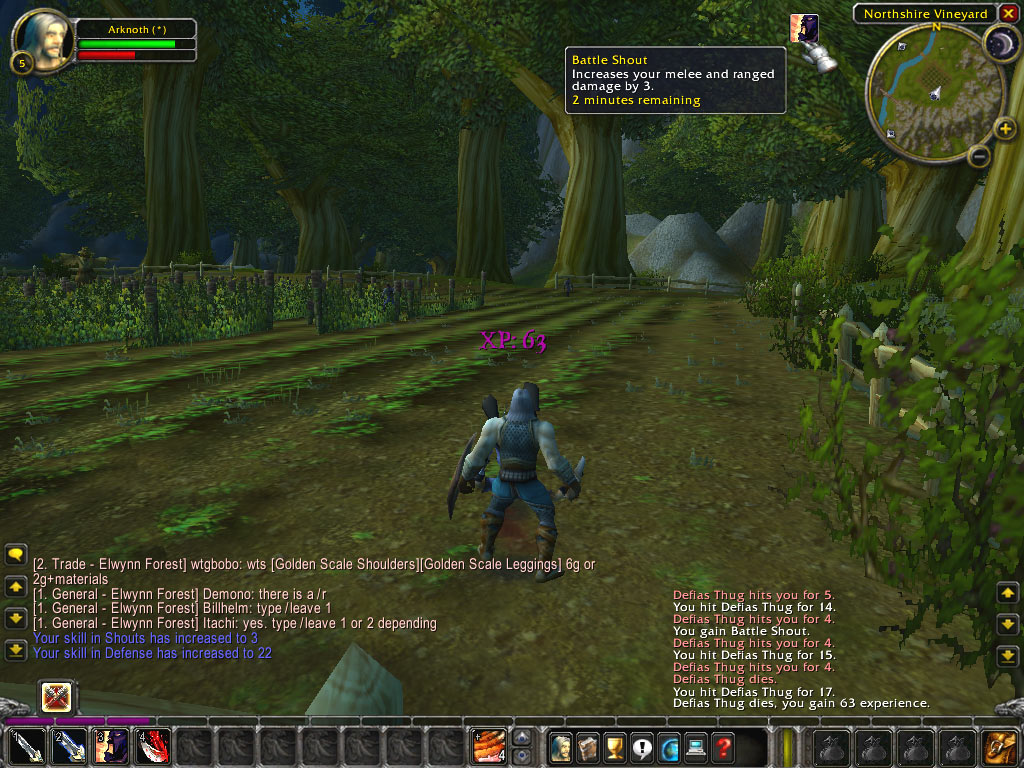 Arknoth (*)
5
Battle Shout
Increases your melee and ranged
damage by 3.
2 minutes remaining
Northshire Vineyard
N
XP: 63
[2. Trade - Elwynn Forest] wtgbobo: wts [Golden Scale Shoulders][Golden Scale Leggings] 6g or
2g+materials
[1. General - Elwynn Forest] Demono: there is a /r
[1. General - Elwynn Forest] Billhelm: type /leave 1
[1. General - Elwynn Forest] Itachi: yes. type /leave 1 or 2 depending
Your skill in Shouts has increased to 3
Your skill in Defense has increased to 22
Defias Thug hits you for 5.
You hit Defias Thug for 14.
Defias Thug hits you for 4.
You gain Battle Shout.
Defias Thug hits you for 4.
You hit Defias Thug for 15.
Defias Thug hits you for 4.
Defias Thug dies.
You hit Defias Thug for 17.
Defias Thug dies, you gain 63 experience.
1 2 3 4 + 4